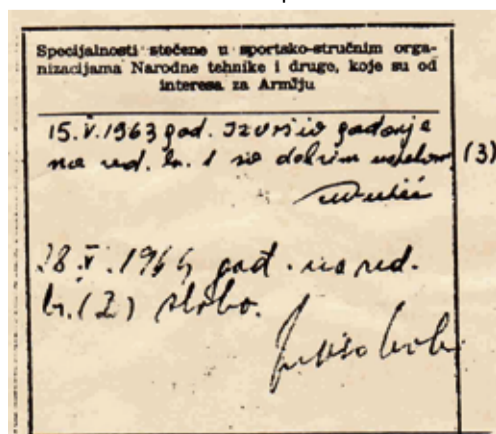 Specijalnosti stečene u sportsko-stručnim orga-
nizacijama Narodne tehnike i drugo, koje su od
interesa za Armiju
15.V.1963 god. Izvršio gađanje
na red. br. 1 sa dobrim uspehom. (3)
28.V.1964 gađ. na red.
br. (2) slabo.